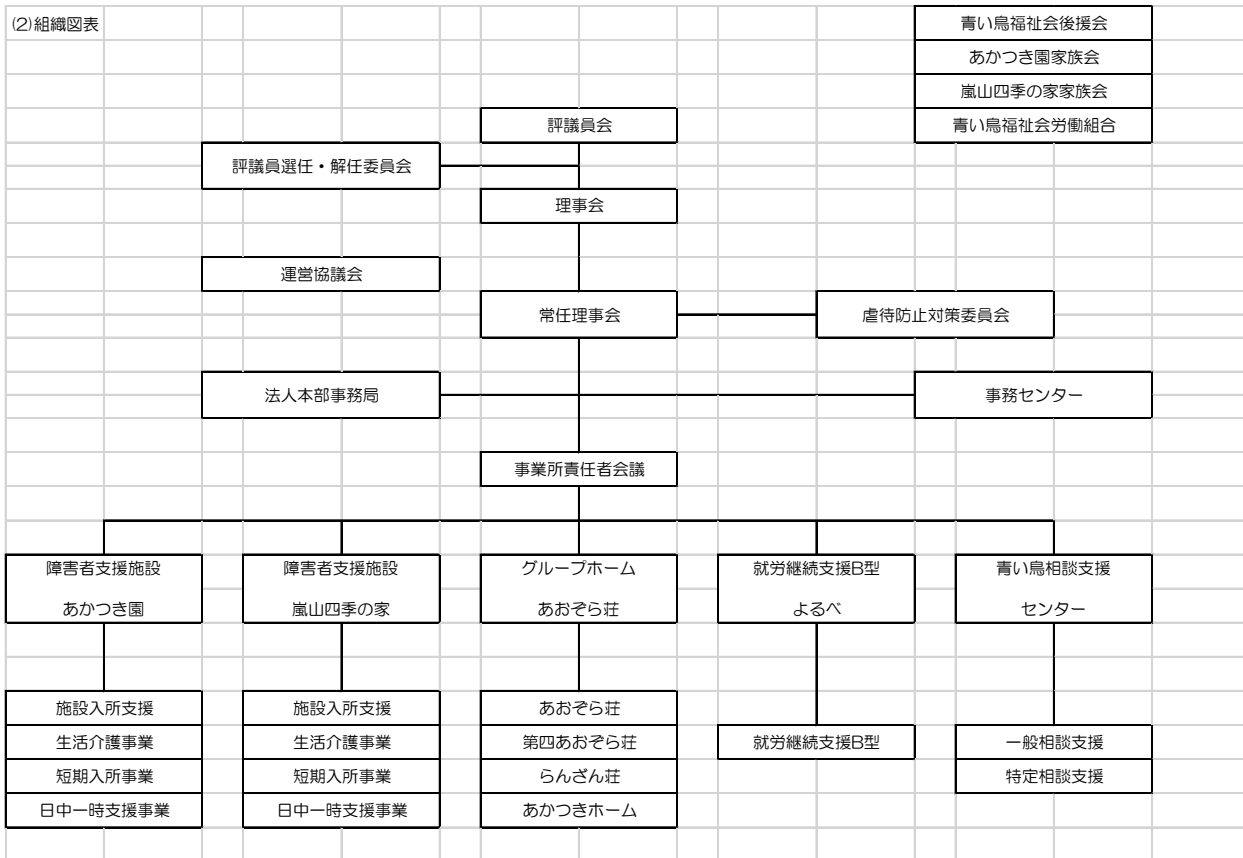 (2)組織図表
青い鳥福祉会後援会
あかつき園家族会
嵐山四季の家家族会
評議員会
青い鳥福祉会労働組合
評議員選任・解任委員会
理事会
運営協議会
常任理事会
虐待防止対策委員会
法人本部事務局
事務センター
事業所責任者会議
障害者支援施設
あかつき園
障害者支援施設
嵐山四季の家
グループホーム
あおぞら荘
就労継続支援B型
よるべ
青い鳥相談支援
センター
施設入所支援
生活介護事業
短期入所事業
日中一時支援事業
施設入所支援
生活介護事業
短期入所事業
日中一時支援事業
あおぞら荘
第四あおぞら荘
らんざん荘
あかつきホーム
就労継続支援B型
一般相談支援
特定相談支援